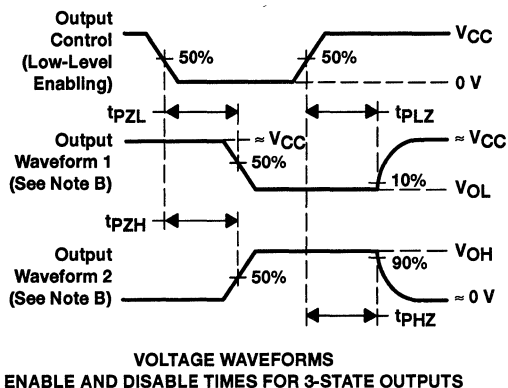 Output
Control
(Low-Level
Enabling)
50%
50%
VCC
0 V
tPZL
tPLZ
Output
Waveform 1
(See Note B)
≈ VCC
50%
≈ VCC
10%
VOL
tPZH
Output
Waveform 2
(See Note B)
50%
VOH
90%
≈ 0 V
tPHZ
VOLTAGE WAVEFORMS
ENABLE AND DISABLE TIMES FOR 3-STATE OUTPUTS